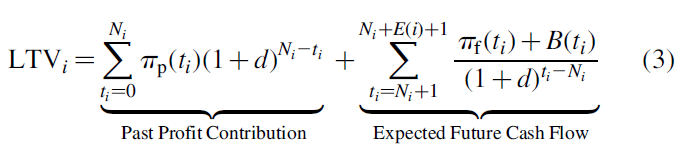 LTV_i = \sum_{t_i=0}^{N_i} \pi_p(t_i)(1+d)^{N_i-t_i} + \sum_{t_i=N_i+1}^{N_i+E(i)+1} \frac{\pi_f(t_i)+B(t_i)}{(1+d)^{t_i-N_i}} (3)
Past Profit Contribution Expected Future Cash Flow